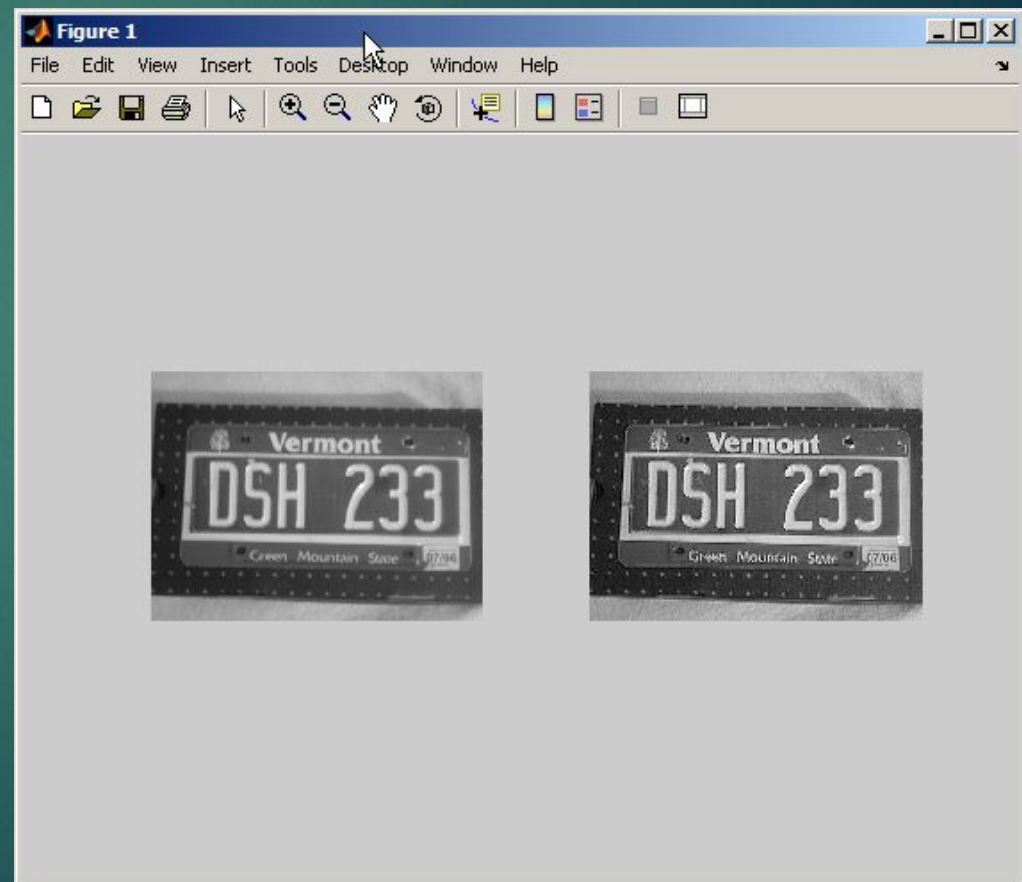 Figure 1
File Edit View Insert Tools Desktop Window Help
Vermont
DSH 233
Green Mountain State
07/06
Vermont
DSH 233
Green Mountain State
07/06